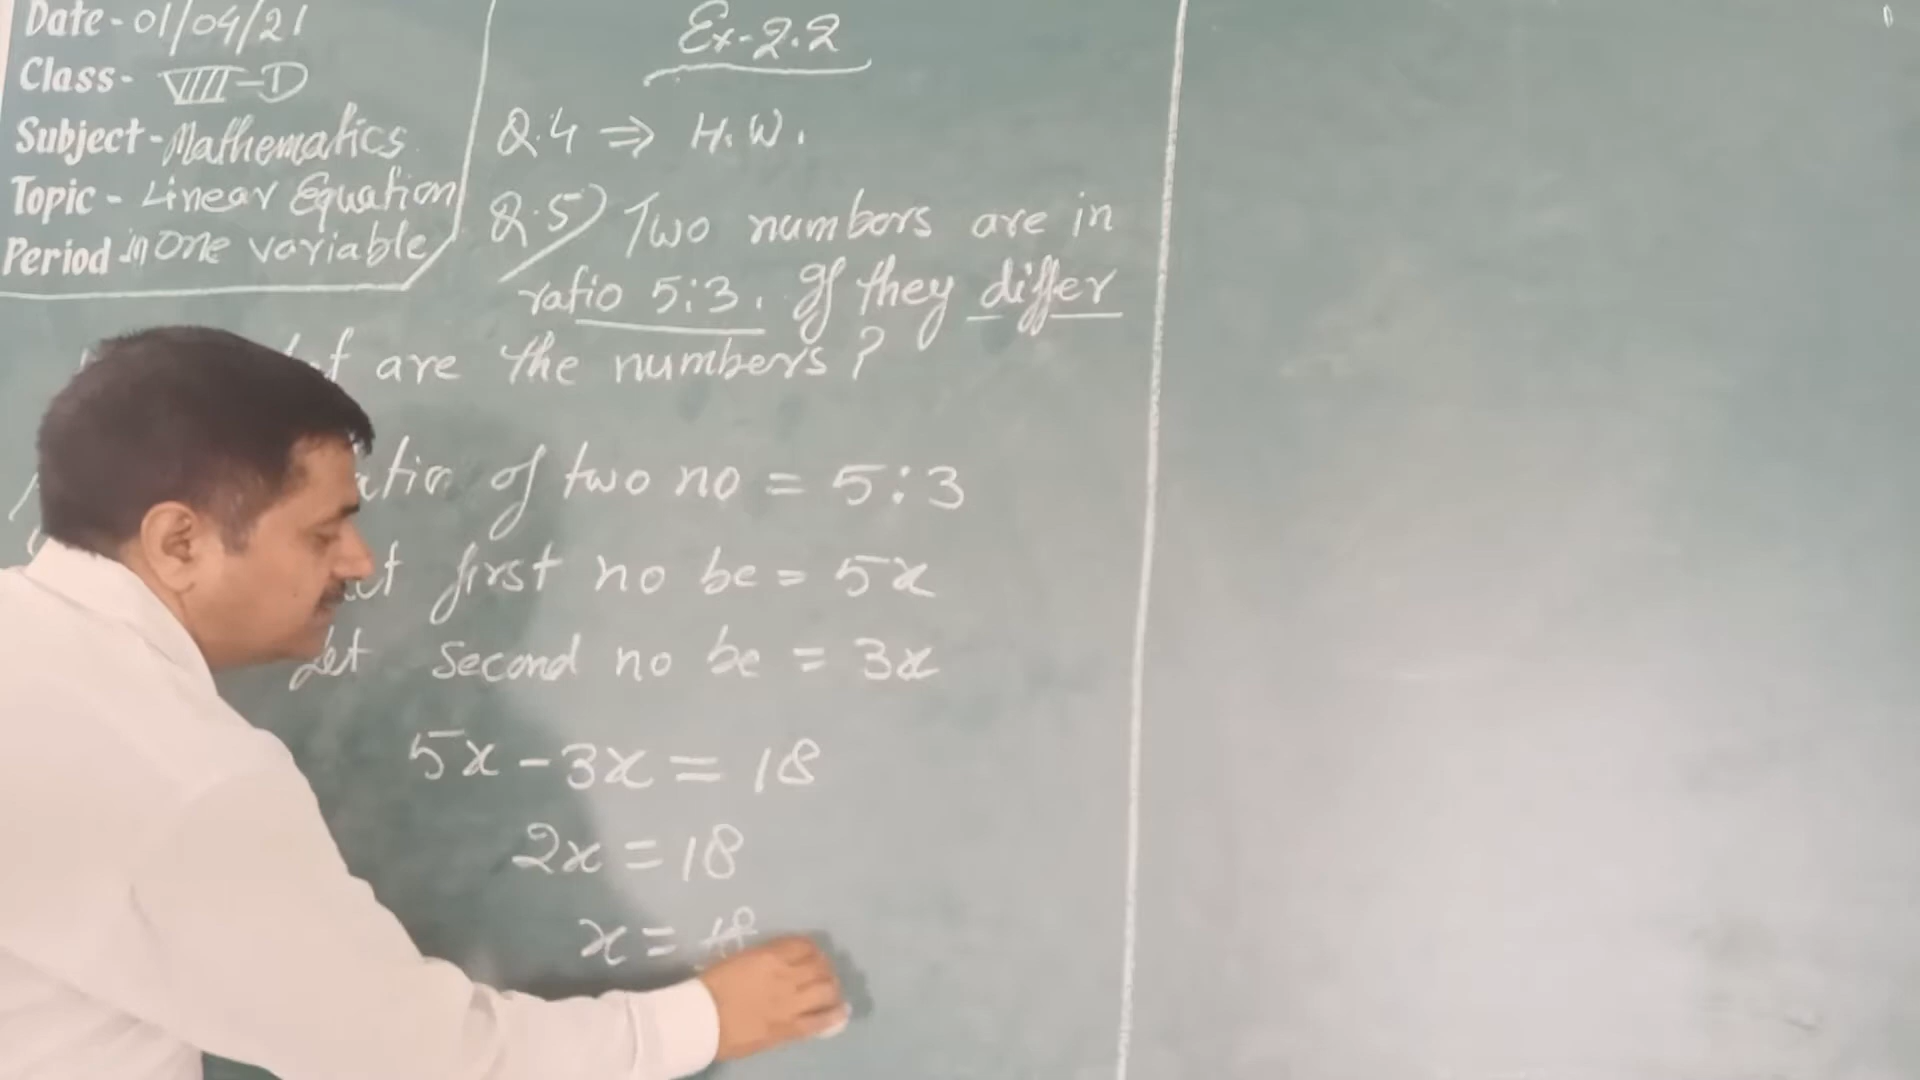 Date - 01/04/21
Class - VIII - D
Subject - Mathematics
Topic - Linear Equation
Period in One variable
Ex-2.2
Q.4 ⇒ H.W.
Q.5) Two numbers are in
ratio 5:3. If they differ
are the numbers?
of two no = 5:3
first no be = 5x
Let second no be = 3x
5x - 3x = 18
2x = 18
x = 18